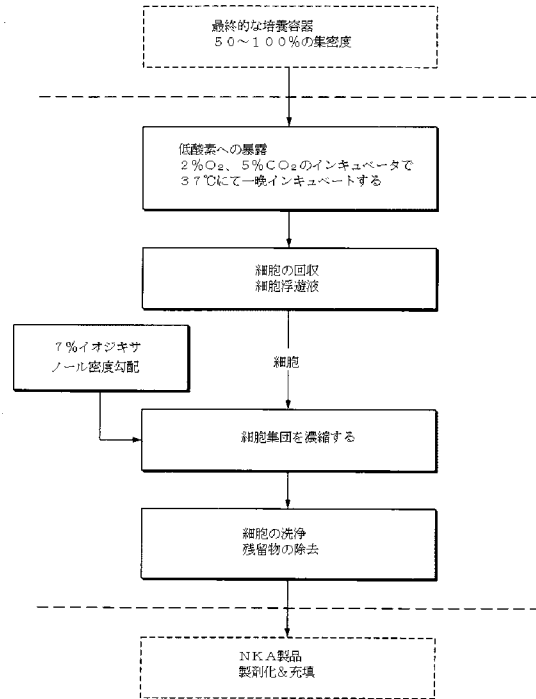 最終的な培養容器
50〜100%の集密度
低酸素への暴露
2%O₂、5%CO₂のインキュベータで
37℃にて一晩インキュベートする
細胞の回収
細胞浮遊液
7%イオジキサ
ノール密度勾配
細胞
細胞集団を濃縮する
細胞の洗浄
残留物の除去
NKA製品
製剤化&充填